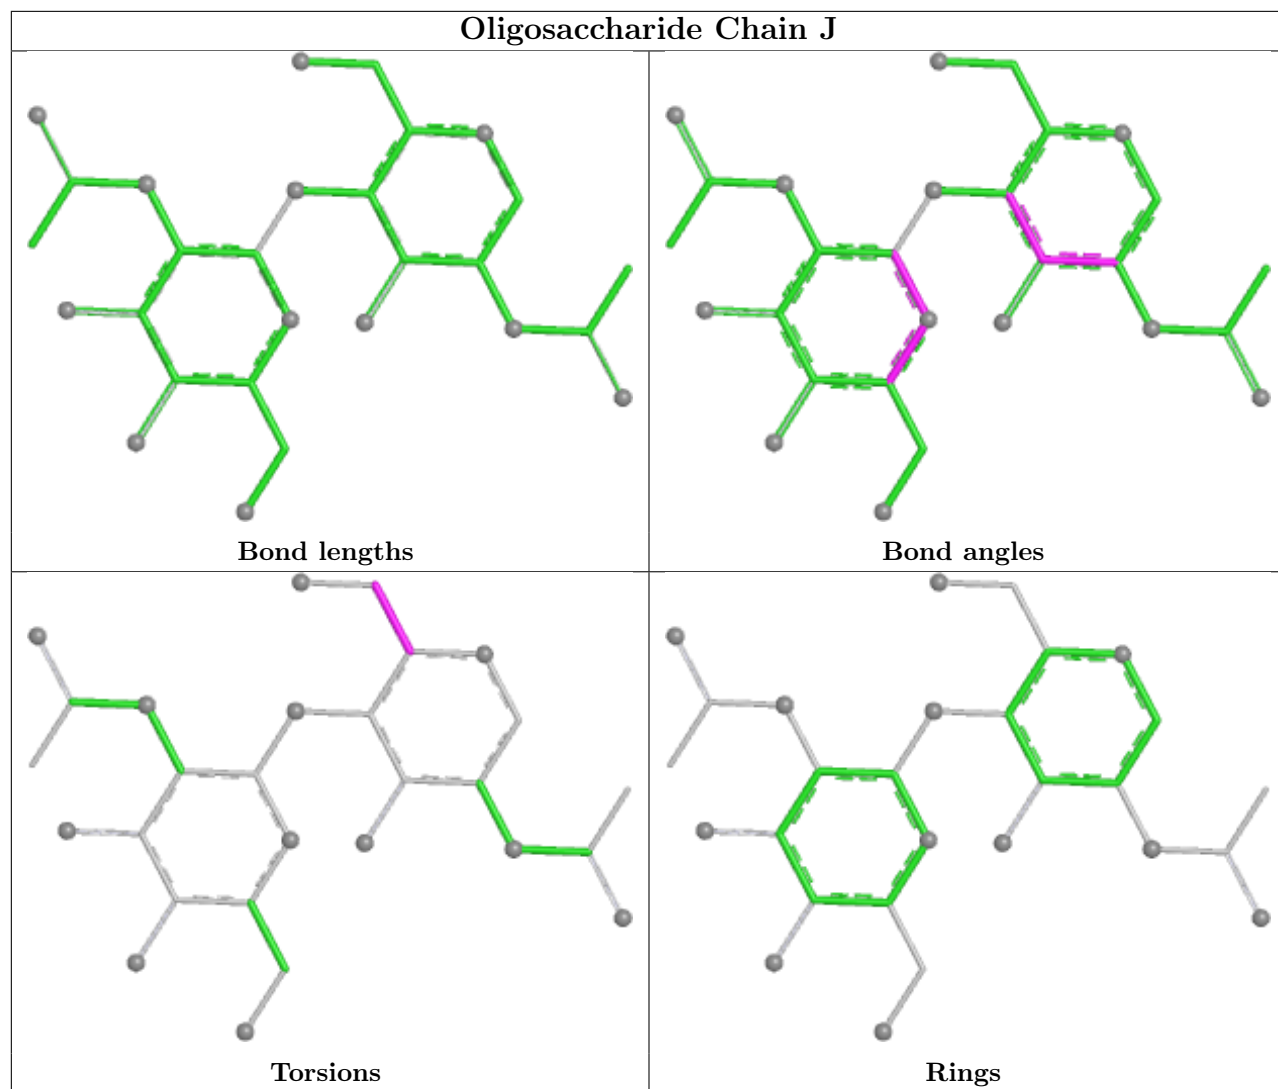 Oligosaccharide Chain J
Bond lengths
Bond angles
Torsions
Rings